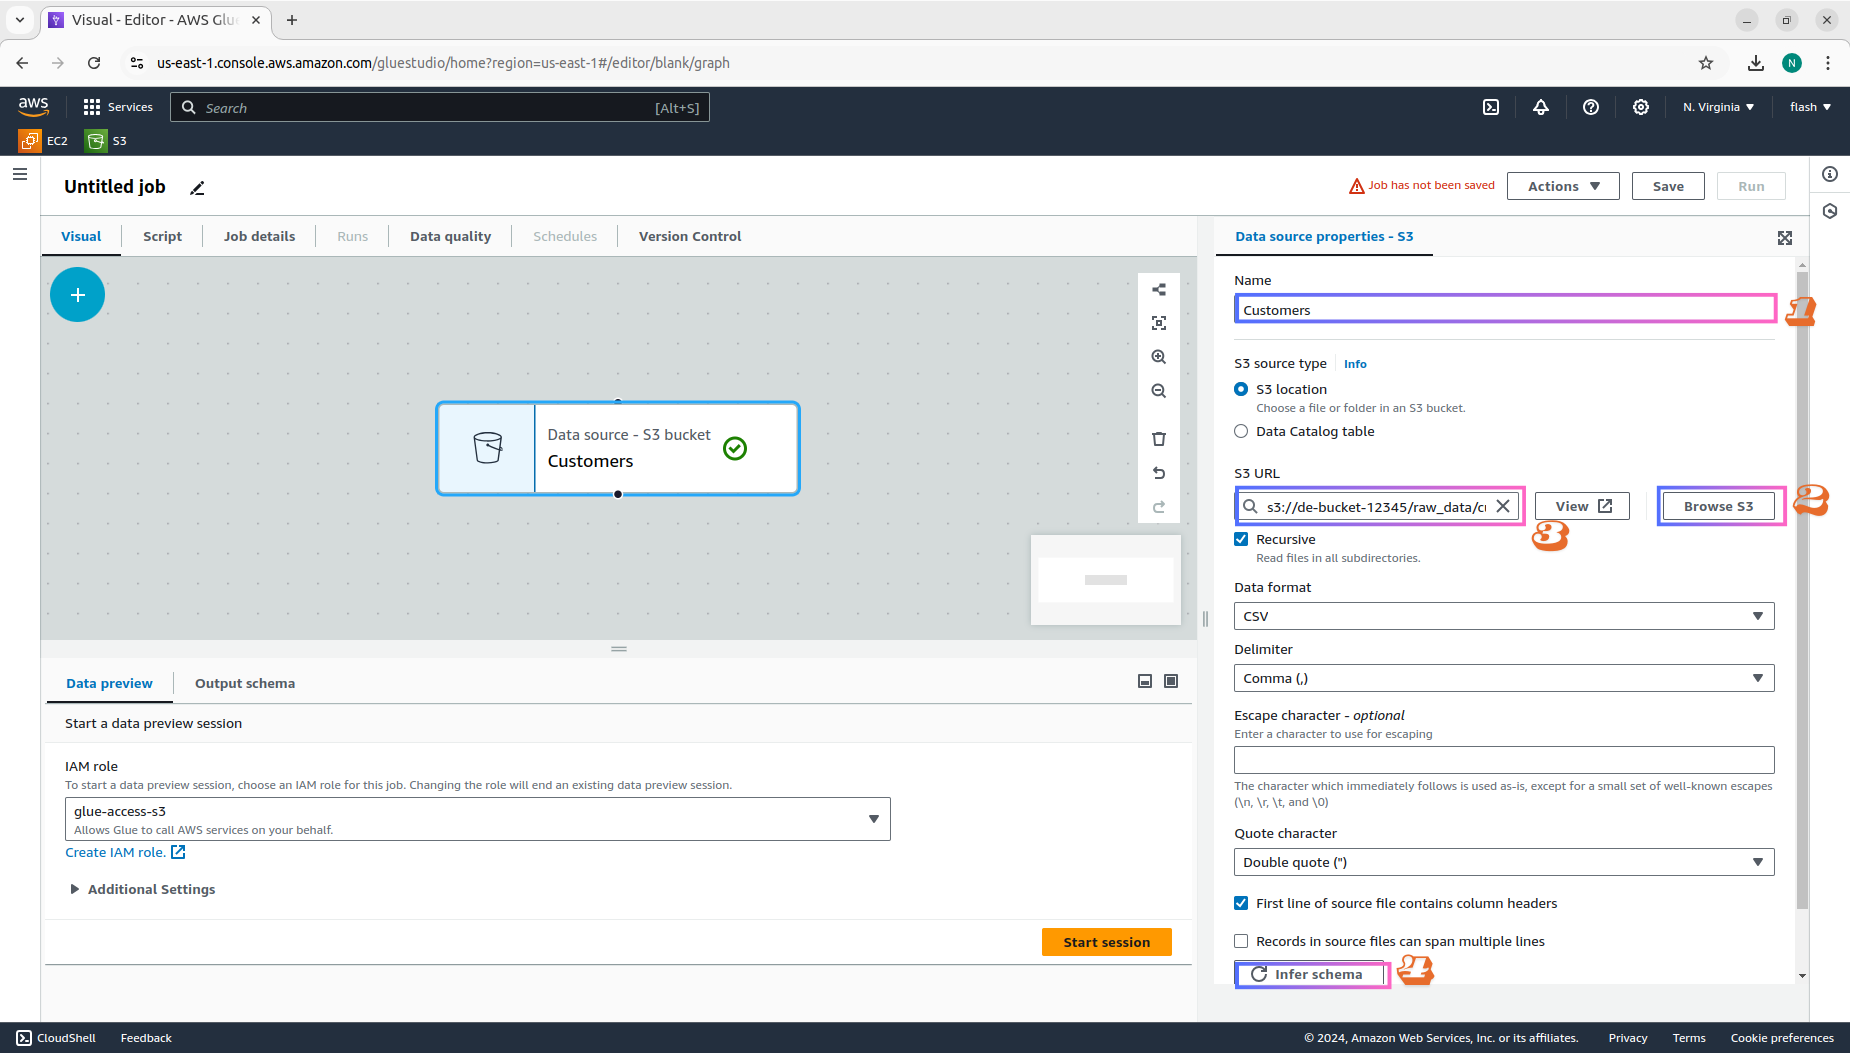 Visual - Editor - AWS Glue
us-east-1.console.aws.amazon.com/gluestudio/home?region=us-east-1#/editor/blank/graph
N
aws
Services
Search
[Alt+S]
N. Virginia
flash
EC2
S3
Untitled job
Job has not been saved
Actions
Save
Run
Visual
Script
Job details
Runs
Data quality
Schedules
Version Control
Data source - S3 bucket
Customers
Data preview
Output schema
Start a data preview session
IAM role
To start a data preview session, choose an IAM role for this job. Changing the role will end an existing data preview session.
glue-access-s3
Allows Glue to call AWS services on your behalf.
Create IAM role.
Additional Settings
Start session
Data source properties - S3
Name
Customers
1
S3 source type
Info
S3 location
Choose a file or folder in an S3 bucket.
Data Catalog table
S3 URL
s3://de-bucket-12345/raw_data/cu
View
Browse S3
2
3
Recursive
Read files in all subdirectories.
Data format
CSV
Delimiter
Comma (,)
Escape character - optional
Enter a character to use for escaping
The character which immediately follows is used as-is, except for a small set of well-known escapes
(\n, \r, \t, and \0)
Quote character
Double quote (")
First line of source file contains column headers
Records in source files can span multiple lines
Infer schema
4
CloudShell
Feedback
© 2024, Amazon Web Services, Inc. or its affiliates.
Privacy
Terms
Cookie preferences